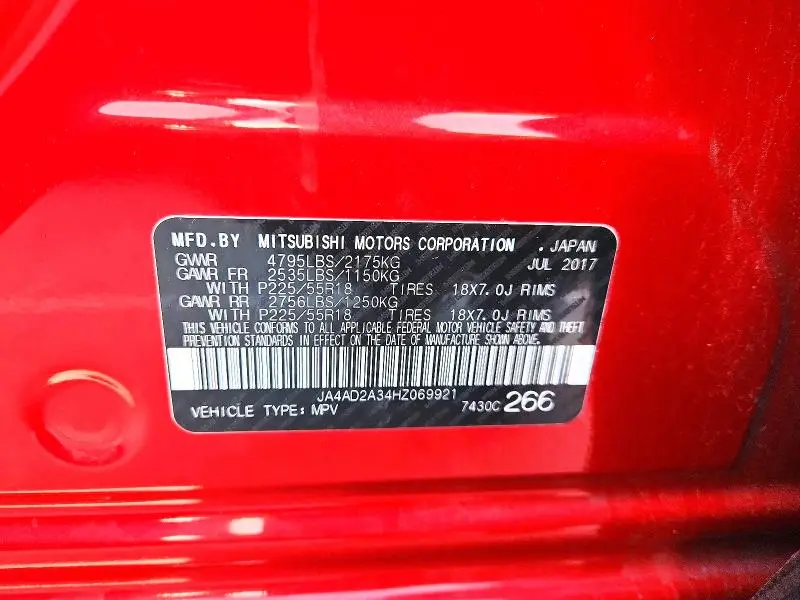 MFD.BY MITSUBISHI MOTORS CORPORATION .JAPAN
GVWR 4795LBS/2175KG JUL 2017
GAWR FR 2535LBS/1150KG
WITH P225/55R18 TIRES 18X7.0J RIMS
GAWR RR 2756LBS/1250KG
WITH P225/55R18 TIRES 18X7.0J RIMS
THIS VEHICLE CONFORMS TO ALL APPLICABLE FEDERAL MOTOR VEHICLE SAFETY AND THEFT
PREVENTION STANDARDS IN EFFECT ON THE DATE OF MANUFACTURE SHOWN ABOVE.
JA4AD2A34HZ069921
VEHICLE TYPE: MPV 7430C 266